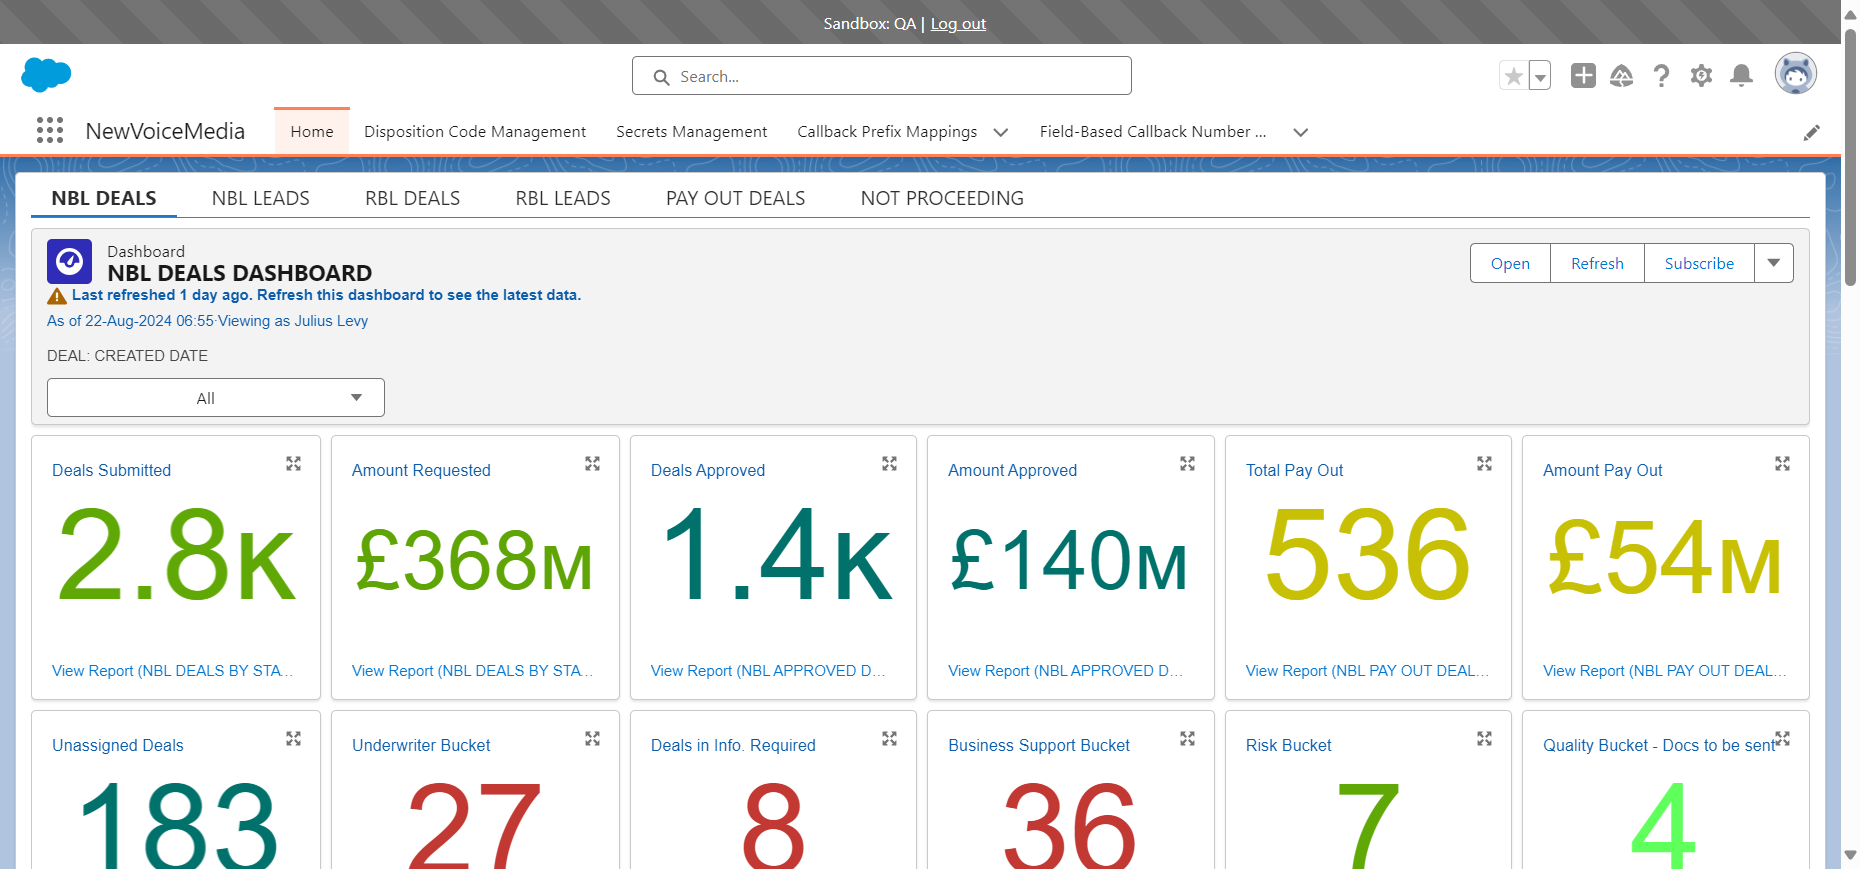 Sandbox: QA | Log out
Search...
NewVoiceMedia
Home
Disposition Code Management
Secrets Management
Callback Prefix Mappings
Field-Based Callback Number ...
NBL DEALS
NBL LEADS
RBL DEALS
RBL LEADS
PAY OUT DEALS
NOT PROCEEDING
Dashboard
NBL DEALS DASHBOARD
Last refreshed 1 day ago. Refresh this dashboard to see the latest data.
As of 22-Aug-2024 06:55·Viewing as Julius Levy
Open
Refresh
Subscribe
DEAL: CREATED DATE
All
Deals Submitted
2.8K
View Report (NBL DEALS BY STA...
Amount Requested
£368M
View Report (NBL DEALS BY STA...
Deals Approved
1.4K
View Report (NBL APPROVED D...
Amount Approved
£140M
View Report (NBL APPROVED D...
Total Pay Out
536
View Report (NBL PAY OUT DEAL...
Amount Pay Out
£54M
View Report (NBL PAY OUT DEAL...
Unassigned Deals
183
Underwriter Bucket
27
Deals in Info. Required
8
Business Support Bucket
36
Risk Bucket
7
Quality Bucket - Docs to be sent
4